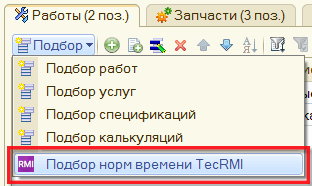 Работы (2 поз.) Запчасти (3 поз.)
Подбор
Подбор работ
Подбор услуг
Подбор спецификаций
Подбор калькуляций
RMI Подбор норм времени TecRMI